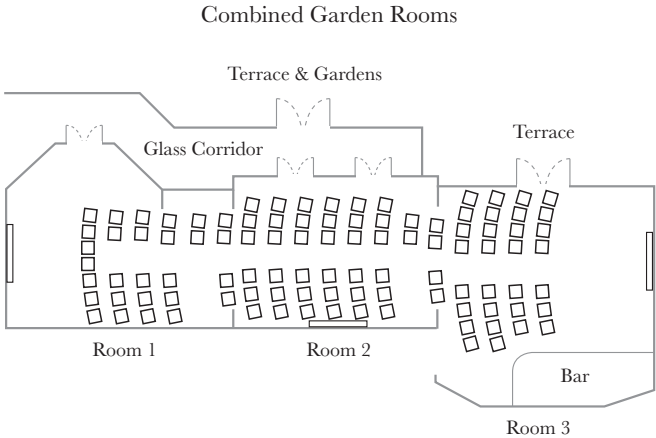 Combined Garden Rooms
Terrace & Gardens
Terrace
Glass Corridor
Room 1
Room 2
Bar
Room 3